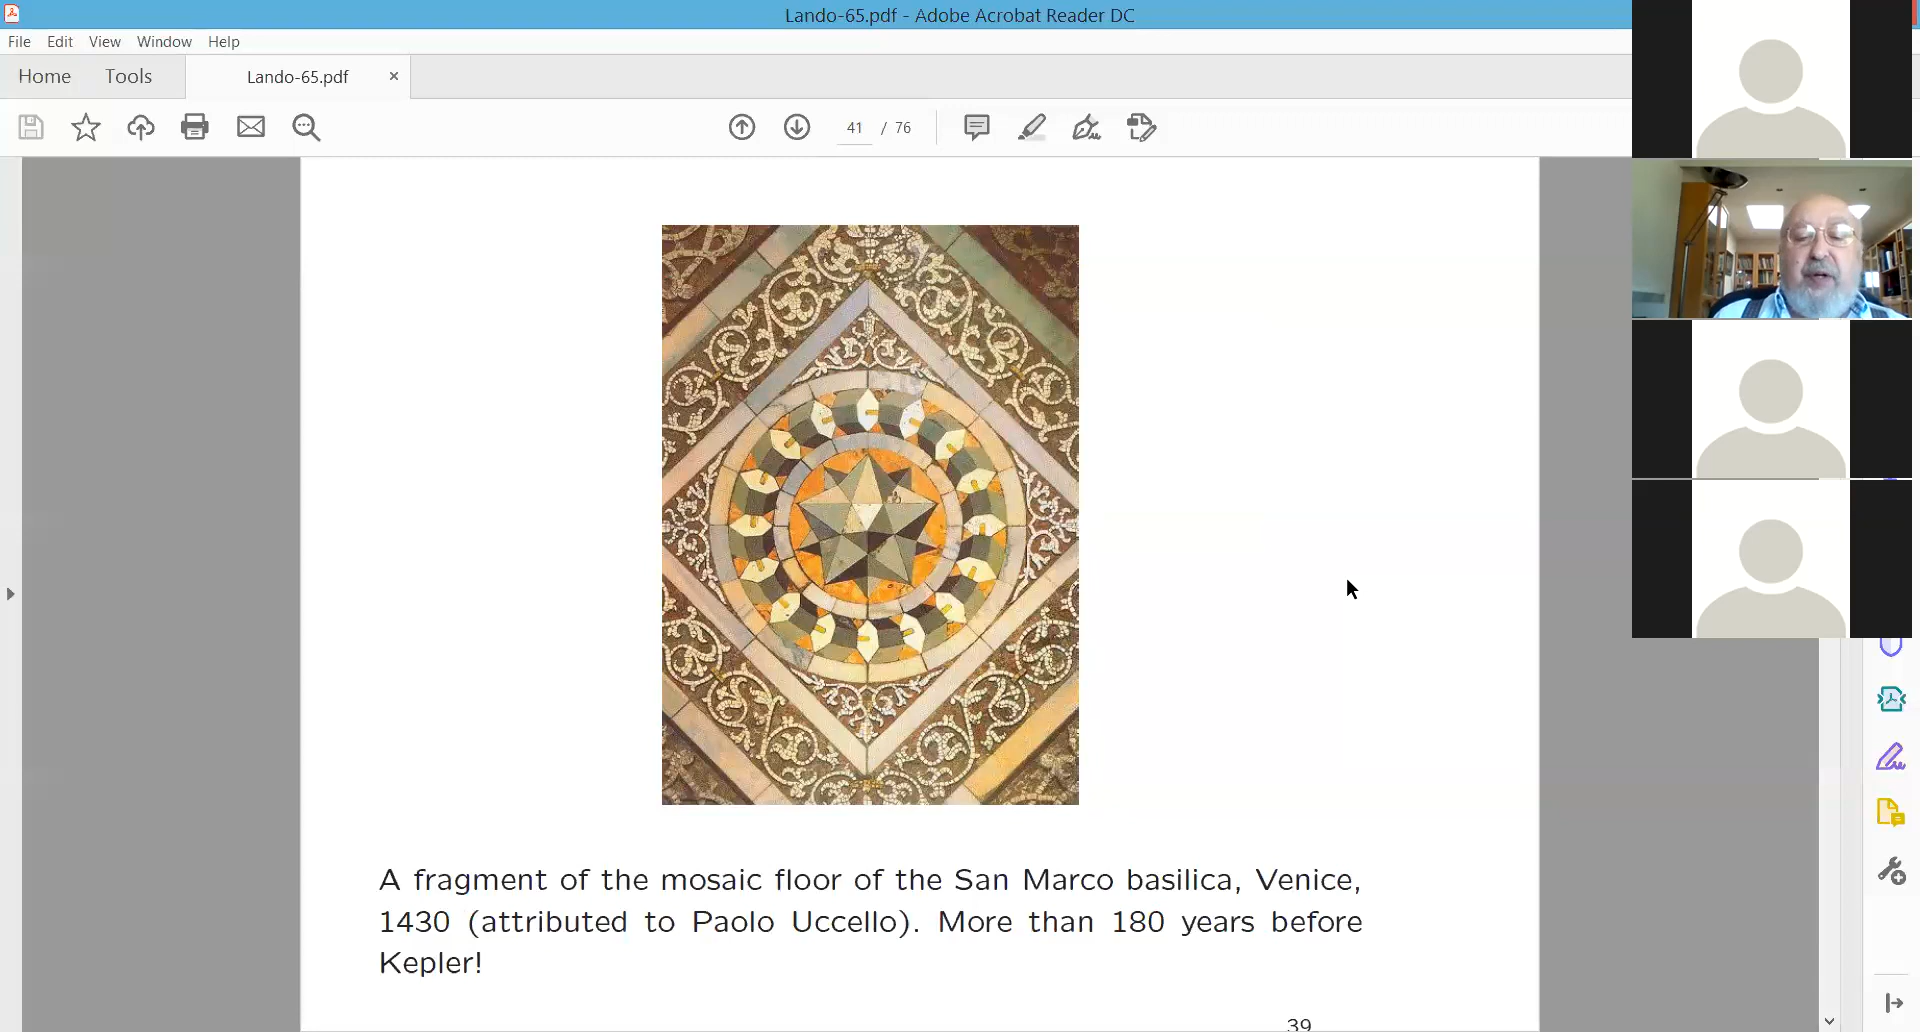 Lando-65.pdf - Adobe Acrobat Reader DC
File Edit View Window Help
Home Tools Lando-65.pdf ×
41 / 76
A fragment of the mosaic floor of the San Marco basilica, Venice,
1430 (attributed to Paolo Uccello). More than 180 years before
Kepler!
39